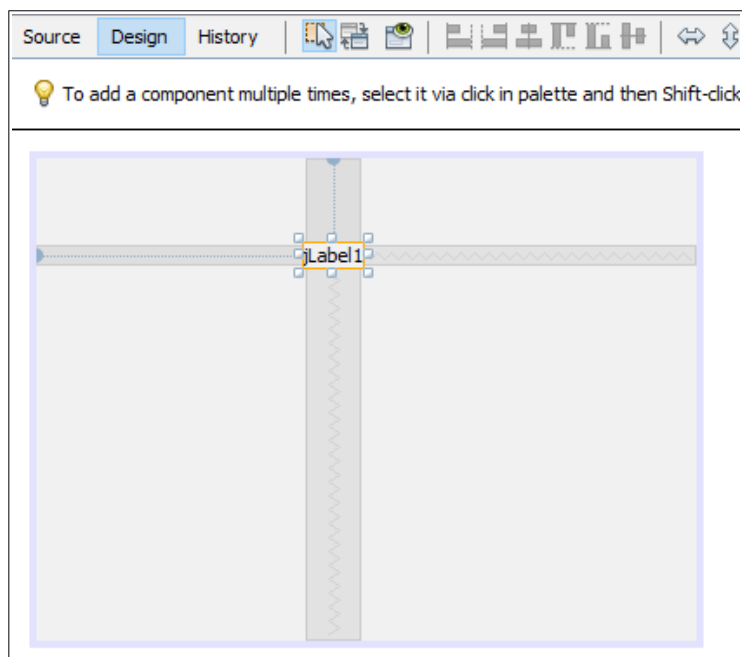 Source Design History
To add a component multiple times, select it via click in palette and then Shift-click
jLabel1